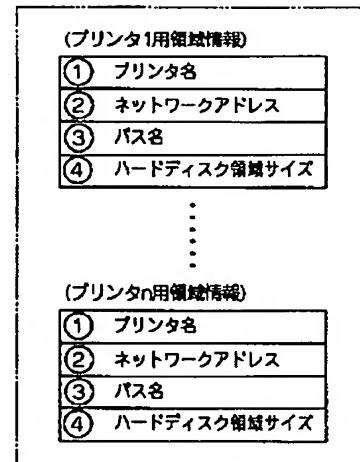 (プリンタ1用領域情報)
① プリンタ名
② ネットワークアドレス
③ パス名
④ ハードディスク領域サイズ
(プリンタn用領域情報)
① プリンタ名
② ネットワークアドレス
③ パス名
④ ハードディスク領域サイズ